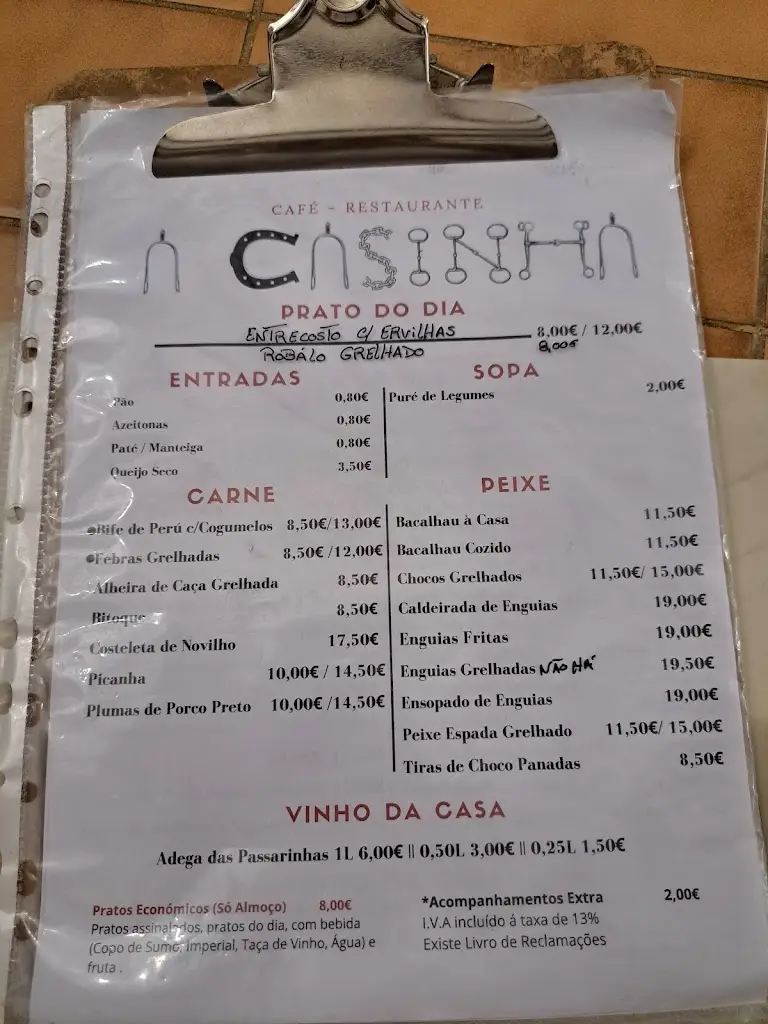 CAFÉ - RESTAURANTE
A CASINHA
PRATO DO DIA
ENTRECOSTO C/ ERVILHAS 8,00€ / 12,00€
ROBÁLO GRELHADO 8,00€
ENTRADAS
Pão 0,80€
Azeitonas 0,80€
Paté / Manteiga 0,80€
Queijo Seco 3,50€
SOPA
Puré de Legumes 2,00€
CARNE
Bife de Perú c/Cogumelos 8,50€/13,00€
Febras Grelhadas 8,50€ /12,00€
Alheira de Caça Grelhada 8,50€
Bitoque 8,50€
Costeleta de Novilho 17,50€
Picanha 10,00€ / 14,50€
Plumas de Porco Preto 10,00€ /14,50€
PEIXE
Bacalhau à Casa 11,50€
Bacalhau Cozido 11,50€
Chocos Grelhados 11,50€/ 15,00€
Caldeirada de Enguias 19,00€
Enguias Fritas 19,00€
Enguias Grelhadas NÃO HÁ 19,50€
Ensopado de Enguias 19,00€
Peixe Espada Grelhado 11,50€/ 15,00€
Tiras de Choco Panadas 8,50€
VINHO DA CASA
Adega das Passarinhas 1L 6,00€ || 0,50L 3,00€ || 0,25L 1,50€
Pratos Económicos (Só Almoço) 8,00€
Pratos assinalados, pratos do dia, com bebida
(Copo de Sumo, Imperial, Taça de Vinho, Água) e
fruta .
*Acompanhamentos Extra 2,00€
I.V.A incluído á taxa de 13%
Existe Livro de Reclamações